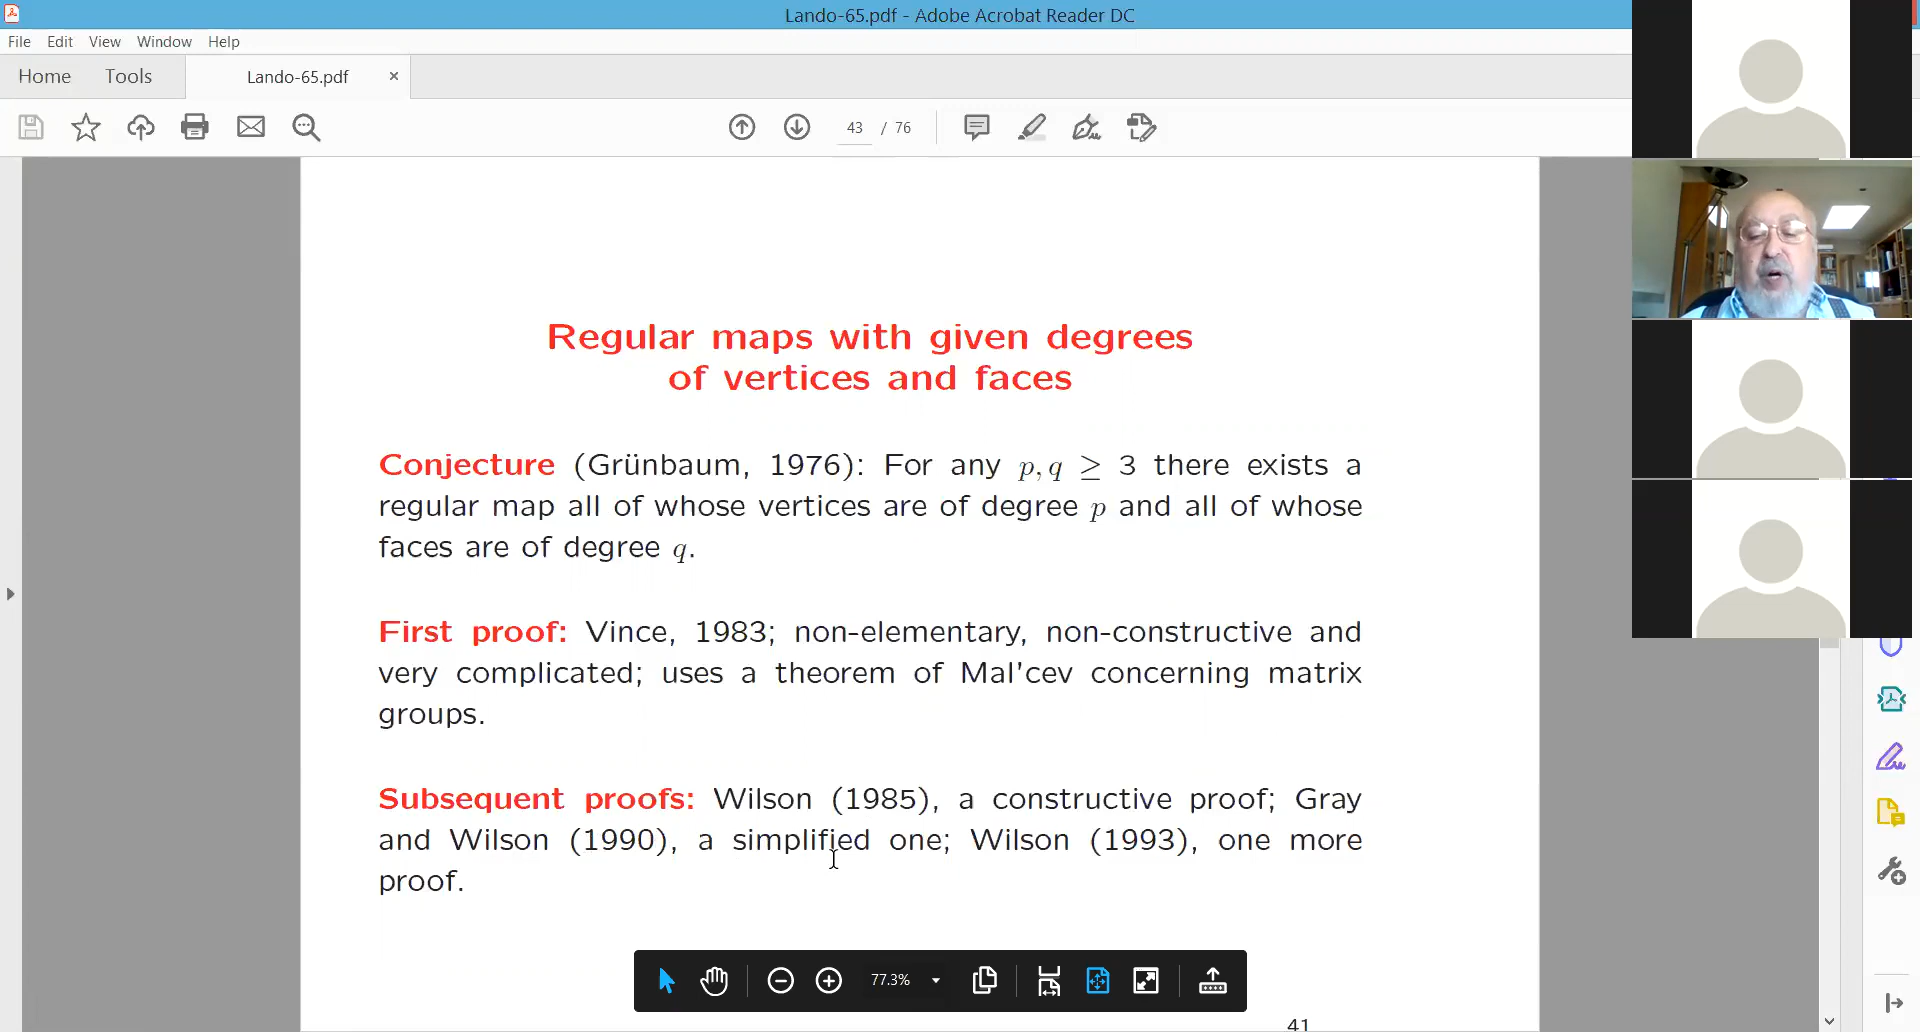 Lando-65.pdf - Adobe Acrobat Reader DC
File Edit View Window Help
Home Tools Lando-65.pdf ×
43 / 76
Regular maps with given degrees
of vertices and faces
Conjecture (Grünbaum, 1976): For any p, q ≥ 3 there exists a
regular map all of whose vertices are of degree p and all of whose
faces are of degree q.
First proof: Vince, 1983; non-elementary, non-constructive and
very complicated; uses a theorem of Mal'cev concerning matrix
groups.
Subsequent proofs: Wilson (1985), a constructive proof; Gray
and Wilson (1990), a simplified one; Wilson (1993), one more
proof.
77.3%
41